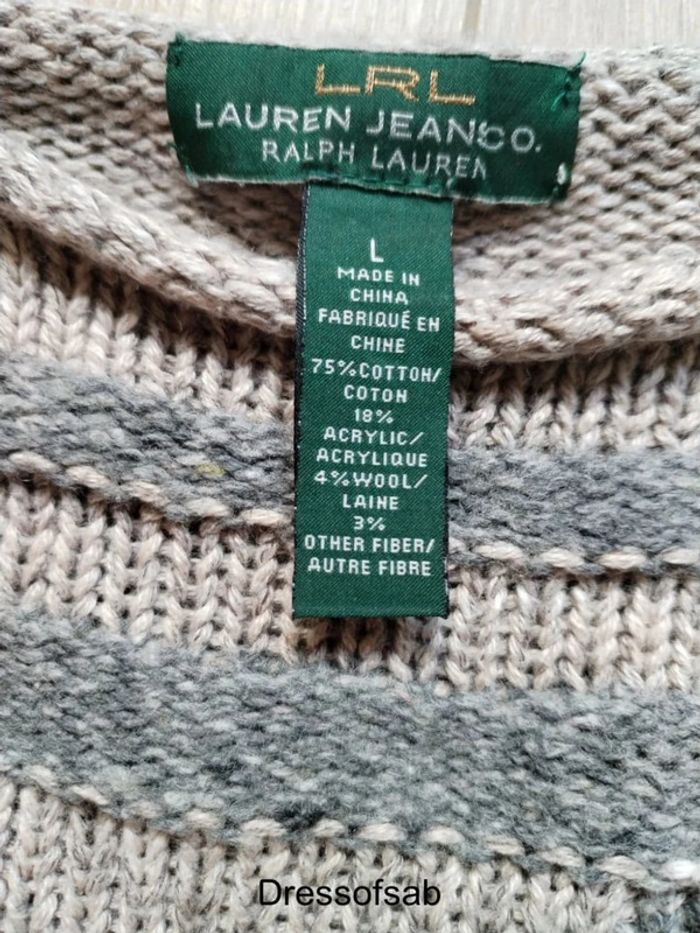 LRL
LAUREN JEANS CO.
RALPH LAUREN
L
MADE IN
CHINA
FABRIQUÉ EN
CHINE
75%COTTON/
COTON
18%
ACRYLIC/
ACRYLIQUE
4%WOOL/
LAINE
3%
OTHER FIBER/
AUTRE FIBRE
Dressofsab